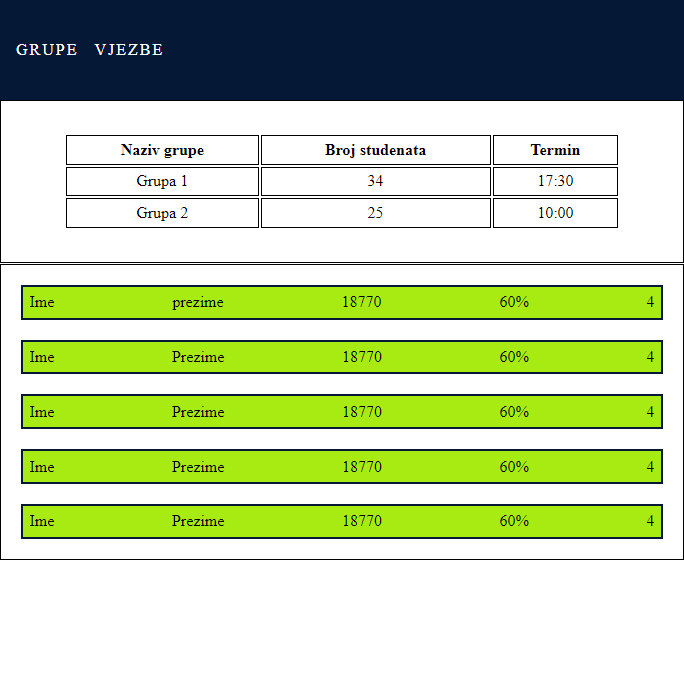 GRUPE VJEZBE
Naziv grupe Broj studenata Termin
Grupa 1 34 17:30
Grupa 2 25 10:00
Ime prezime 18770 60% 4
Ime Prezime 18770 60% 4
Ime Prezime 18770 60% 4
Ime Prezime 18770 60% 4
Ime Prezime 18770 60% 4